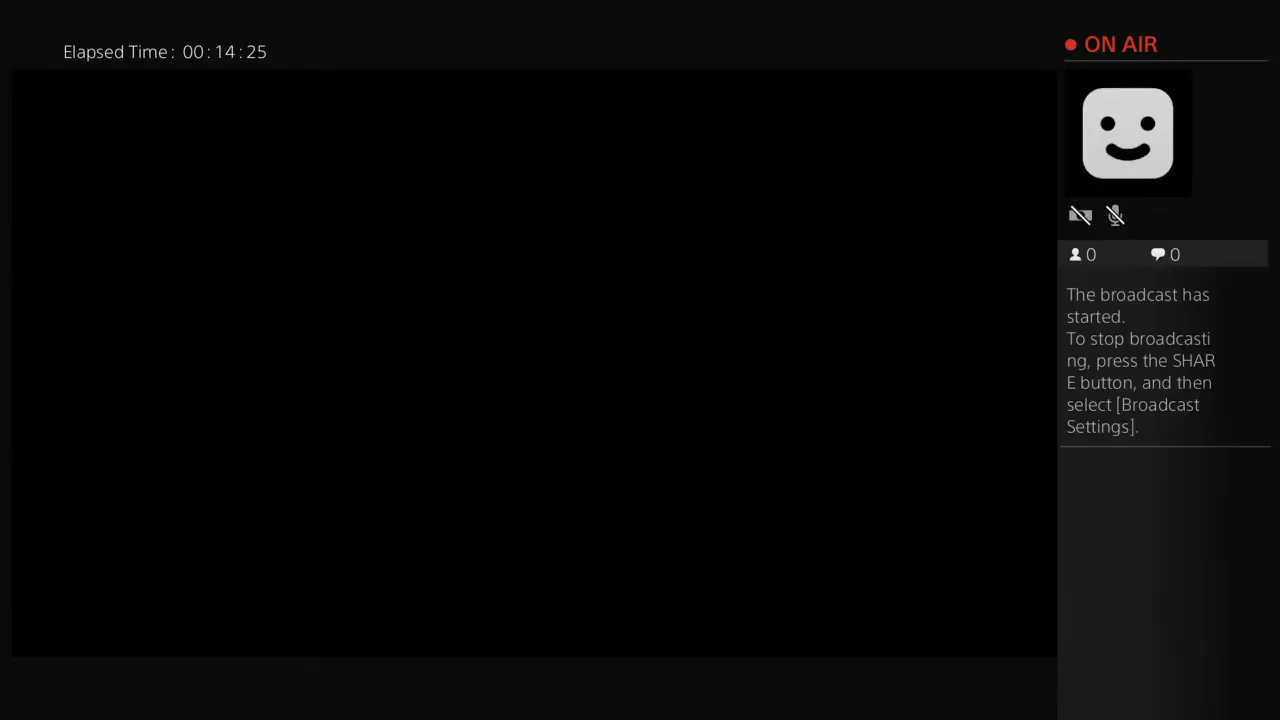 Elapsed Time: 00:14:25
ON AIR
0 0
The broadcast has
started.
To stop broadcasti
ng, press the SHAR
E button, and then
select [Broadcast
Settings].